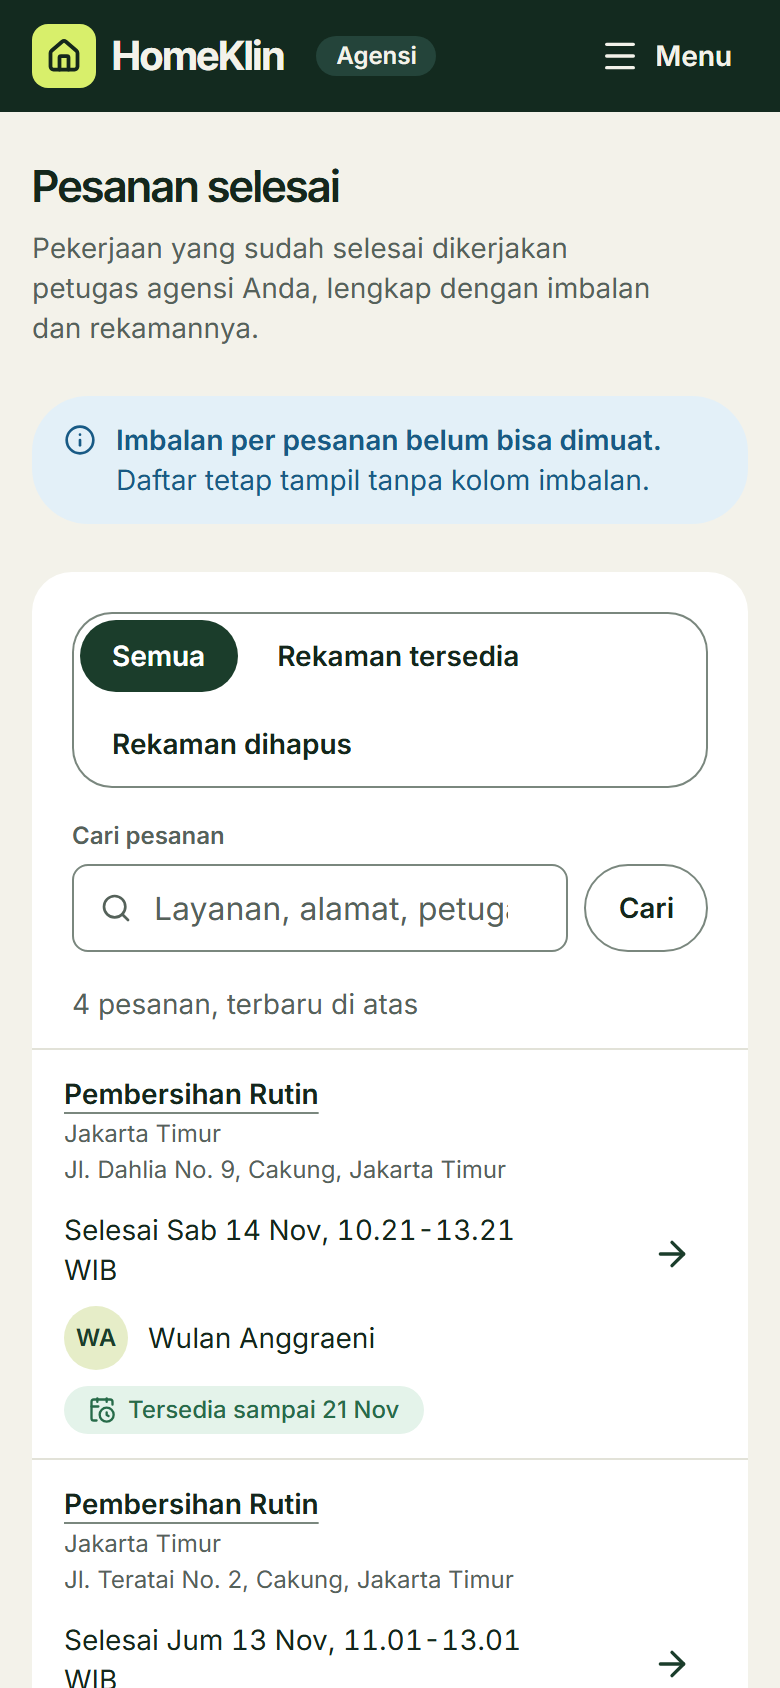 HomeKlin
Agensi
Menu
Pesanan selesai
Pekerjaan yang sudah selesai dikerjakan
petugas agensi Anda, lengkap dengan imbalan
dan rekamannya.
Imbalan per pesanan belum bisa dimuat.
Daftar tetap tampil tanpa kolom imbalan.
Semua
Rekaman tersedia
Rekaman dihapus
Cari pesanan
Layanan, alamat, petuga
Cari
4 pesanan, terbaru di atas
Pembersihan Rutin
Jakarta Timur
Jl. Dahlia No. 9, Cakung, Jakarta Timur
Selesai Sab 14 Nov, 10.21-13.21
WIB
WA
Wulan Anggraeni
Tersedia sampai 21 Nov
Pembersihan Rutin
Jakarta Timur
Jl. Teratai No. 2, Cakung, Jakarta Timur
Selesai Jum 13 Nov, 11.01-13.01
WIB